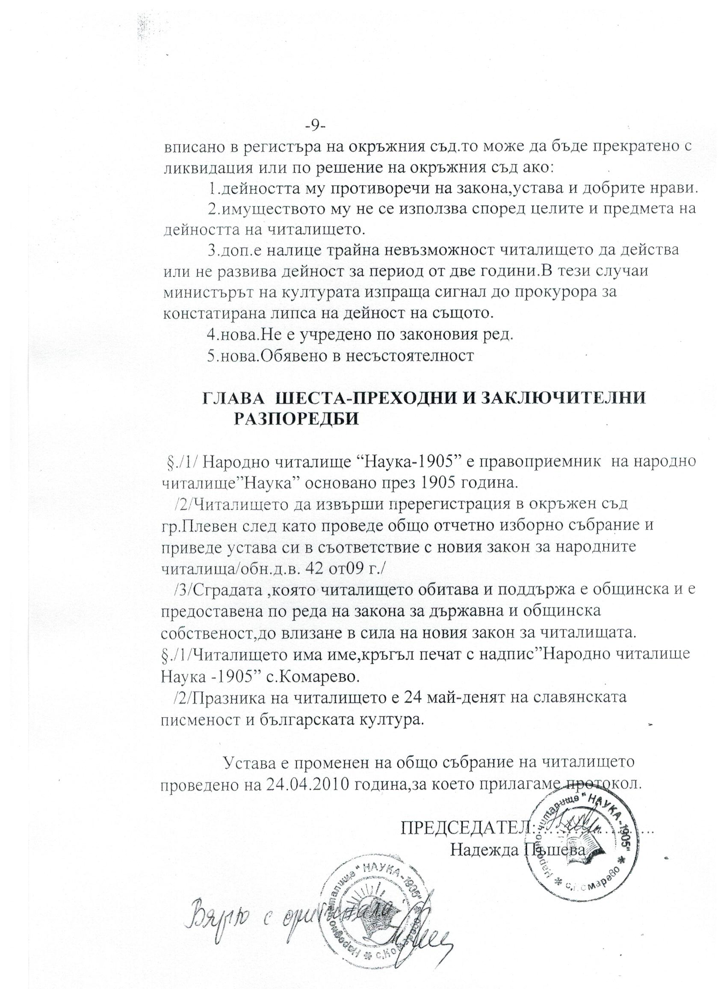 -9-
вписано в регистъра на окръжния съд.то може да бъде прекратено с
ликвидация или по решение на окръжния съд ако:
1.дейността му противоречи на закона,устава и добрите нрави.
2.имуществото му не се използва според целите и предмета на
дейността на читалището.
3.доп.е налице трайна невъзможност читалището да действа
или не развива дейност за период от две години.В тези случаи
министърът на културата изпраща сигнал до прокурора за
констатирана липса на дейност на същото.
4.нова.Не е учредено по законовия ред.
5.нова.Обявено в несъстоятелност
ГЛАВА ШЕСТА-ПРЕХОДНИ И ЗАКЛЮЧИТЕЛНИ
РАЗПОРЕДБИ
§./1/ Народно читалище “Наука-1905” е правоприемник на народно
читалище”Наука” основано през 1905 година.
/2/Читалището да извърши пререгистрация в окръжен съд
гр.Плевен след като проведе общо отчетно изборно събрание и
приведе устава си в съответствие с новия закон за народните
читалища/обн.д.в. 42 от09 г./
/3/Сградата ,която читалището обитава и поддържа е общинска и е
предоставена по реда на закона за държавна и общинска
собственост,до влизане в сила на новия закон за читалищата.
§./1/Читалището има име,кръгъл печат с надпис”Народно читалище
Наука -1905” с.Комарево.
/2/Празника на читалището е 24 май-денят на славянската
писменост и българската култура.
Устава е променен на общо събрание на читалището
проведено на 24.04.2010 година,за което прилагаме протокол.
ПРЕДСЕДАТЕЛ:....................
Надежда Пъшева
Народно читалище "НАУКА-1905" * с.Комарево *
Народно читалище "НАУКА-1905" * с.Комарево *
Вярно с оригинала